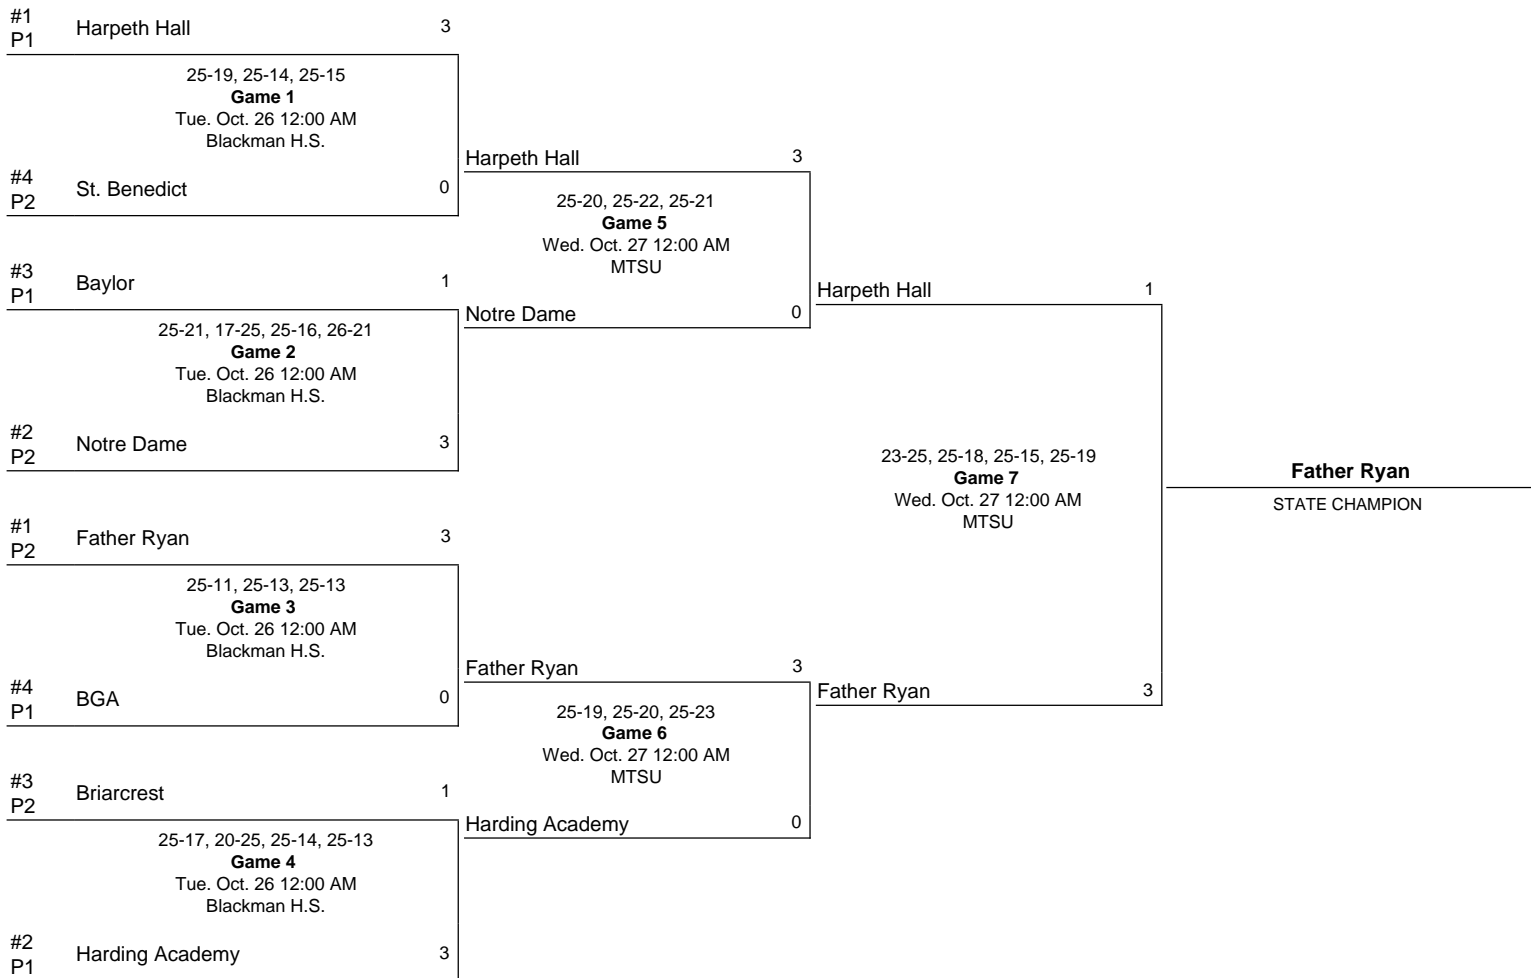 #1
P1
Harpeth Hall 3
25-19, 25-14, 25-15
Game 1
Tue. Oct. 26 12:00 AM
Blackman H.S.
#4
P2
St. Benedict 0
#3
P1
Baylor 1
25-21, 17-25, 25-16, 26-21
Game 2
Tue. Oct. 26 12:00 AM
Blackman H.S.
#2
P2
Notre Dame 3
#1
P2
Father Ryan 3
25-11, 25-13, 25-13
Game 3
Tue. Oct. 26 12:00 AM
Blackman H.S.
#4
P1
BGA 0
#3
P2
Briarcrest 1
25-17, 20-25, 25-14, 25-13
Game 4
Tue. Oct. 26 12:00 AM
Blackman H.S.
#2
P1
Harding Academy 3
Harpeth Hall 3
25-20, 25-22, 25-21
Game 5
Wed. Oct. 27 12:00 AM
MTSU
Notre Dame 0
Father Ryan 3
25-19, 25-20, 25-23
Game 6
Wed. Oct. 27 12:00 AM
MTSU
Harding Academy 0
Harpeth Hall 1
23-25, 25-18, 25-15, 25-19
Game 7
Wed. Oct. 27 12:00 AM
MTSU
Father Ryan 3
Father Ryan
STATE CHAMPION